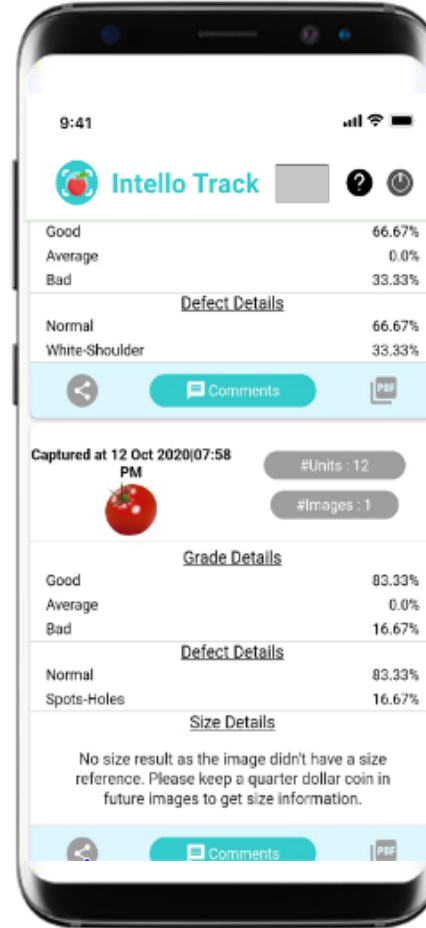 9:41
Intello Track
?
Good 66.67%
Average 0.0%
Bad 33.33%
Defect Details
Normal 66.67%
White-Shoulder 33.33%
Comments
PDF
Captured at 12 Oct 2020|07:58
PM
#Units : 12
#Images : 1
Grade Details
Good 83.33%
Average 0.0%
Bad 16.67%
Defect Details
Normal 83.33%
Spots-Holes 16.67%
Size Details
No size result as the image didn't have a size
reference. Please keep a quarter dollar coin in
future images to get size information.
Comments
PDF